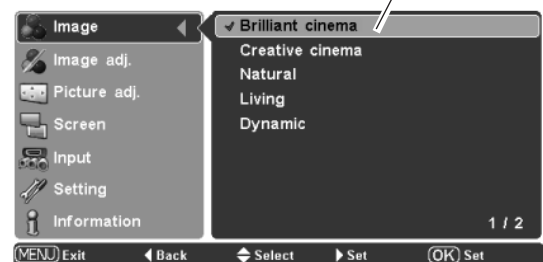 Image
Image adj.
Picture adj.
Screen
Input
Setting
Information
Brilliant cinema
Creative cinema
Natural
Living
Dynamic
1 / 2
MENU Exit
Back
Select
Set
OK Set